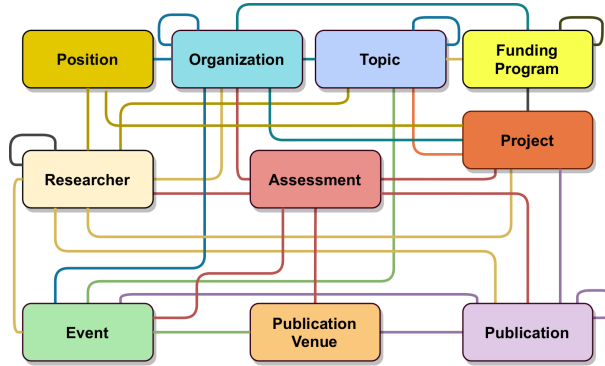 Position
Organization
Topic
Funding
Program
Project
Researcher
Assessment
Event
Publication
Venue
Publication